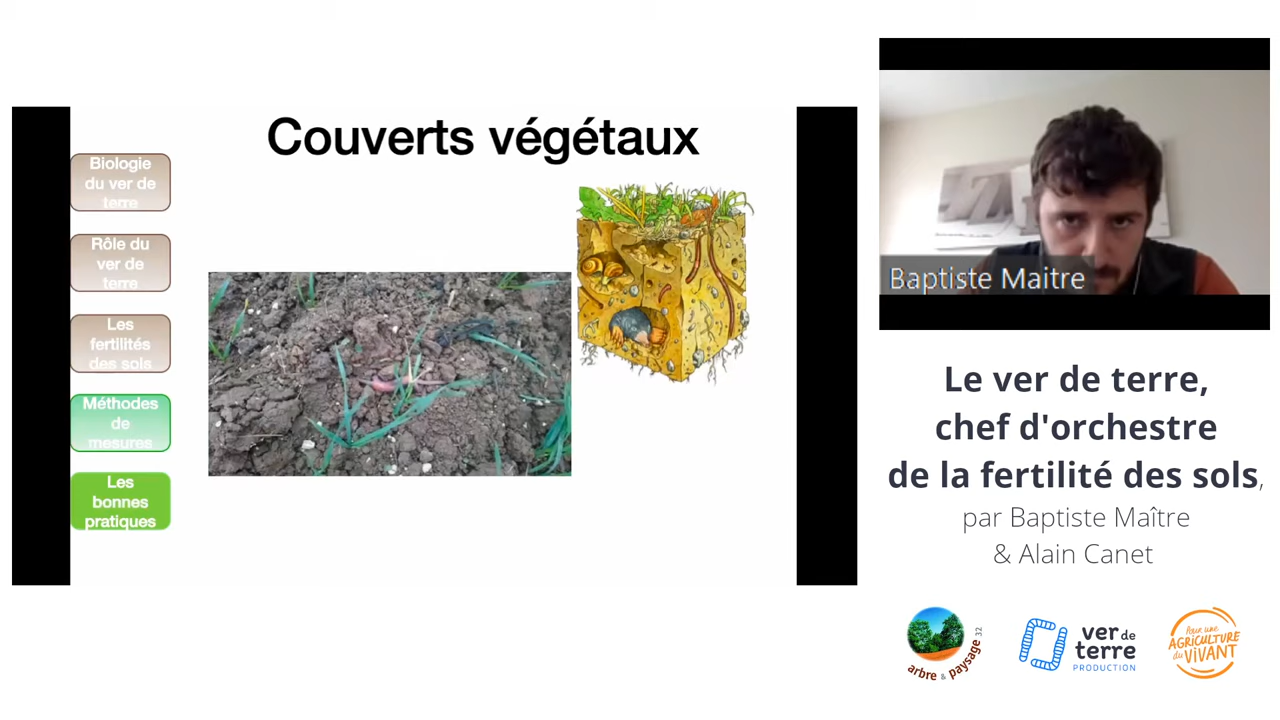 Couverts végétaux
Biologie
du ver de
terre
Rôle du
ver de
terre
Les
fertilités
des sols
Méthodes
de
mesures
Les
bonnes
pratiques
Baptiste Maitre
Le ver de terre,
chef d'orchestre
de la fertilité des sols,
par Baptiste Maître
& Alain Canet
arbre & paysage 32
ver de
terre
PRODUCTION
Pour une
AGRICULTURE
du VIVANT